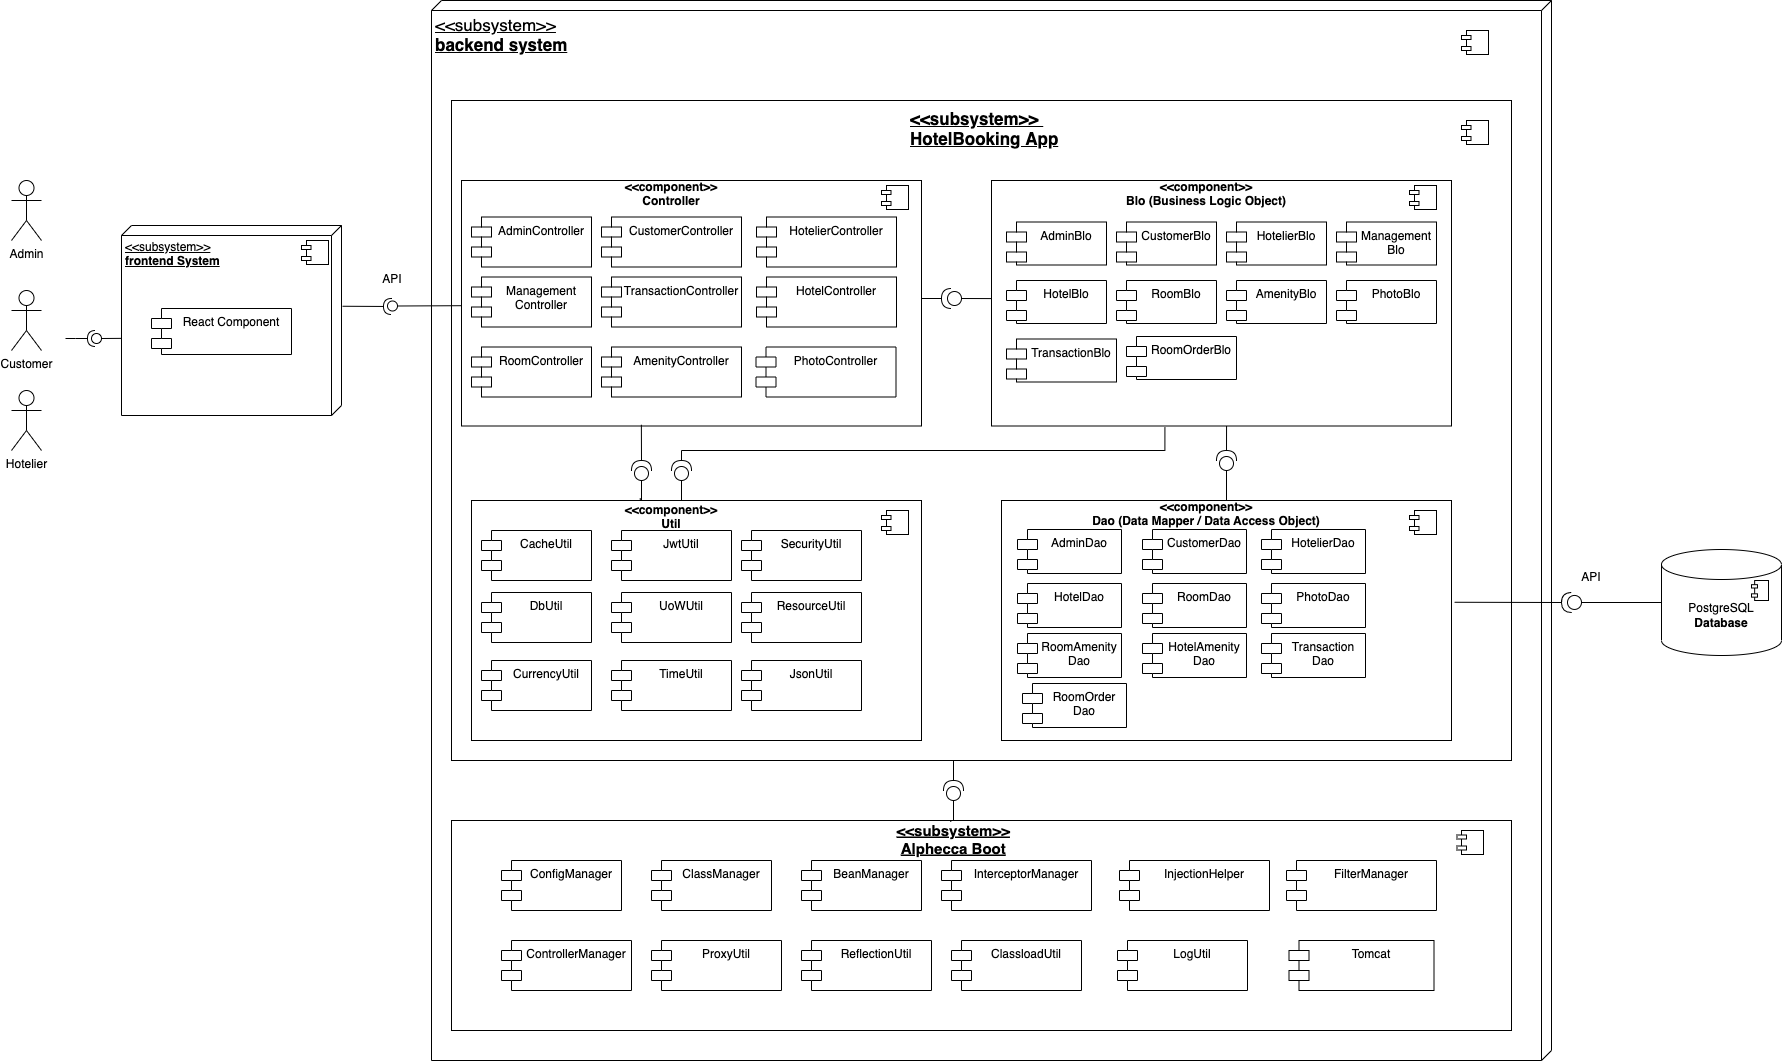 <<subsystem>>
backend system
<<subsystem>>
HotelBooking App
Admin
Customer
Hotelier
<<subsystem>>
frontend System
React Component
API
<<component>>
Controller
AdminController
CustomerController
HotelierController
Management
Controller
TransactionController
HotelController
RoomController
AmenityController
PhotoController
<<component>>
Blo (Business Logic Object)
AdminBlo
CustomerBlo
HotelierBlo
Management
Blo
HotelBlo
RoomBlo
AmenityBlo
PhotoBlo
TransactionBlo
RoomOrderBlo
<<component>>
Util
CacheUtil
JwtUtil
SecurityUtil
DbUtil
UoWUtil
ResourceUtil
CurrencyUtil
TimeUtil
JsonUtil
<<component>>
Dao (Data Mapper / Data Access Object)
AdminDao
CustomerDao
HotelierDao
HotelDao
RoomDao
PhotoDao
RoomAmenity
Dao
HotelAmenity
Dao
Transaction
Dao
RoomOrder
Dao
API
PostgreSQL
Database
<<subsystem>>
Alphecca Boot
ConfigManager
ClassManager
BeanManager
InterceptorManager
InjectionHelper
FilterManager
ControllerManager
ProxyUtil
ReflectionUtil
ClassloadUtil
LogUtil
Tomcat